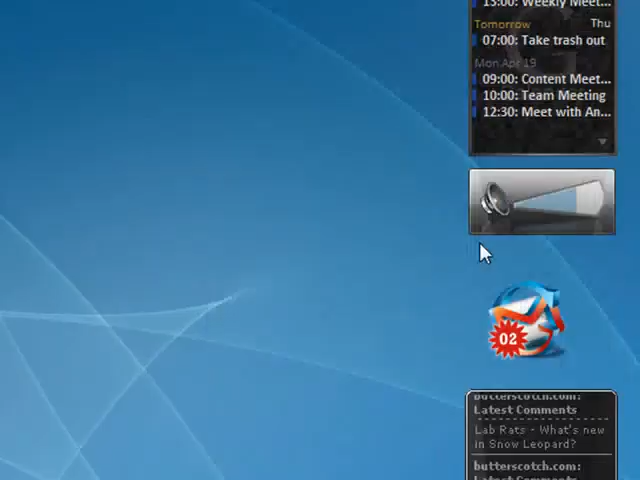 13:00: Weekly Meet...
Tomorrow Thu
07:00: Take trash out
Mon Apr 19
09:00: Content Meet...
10:00: Team Meeting
12:30: Meet with An...
02
butterscotch.com:
Latest Comments
Lab Rats - What's new
in Snow Leopard?
butterscotch.com:
Latest Comments